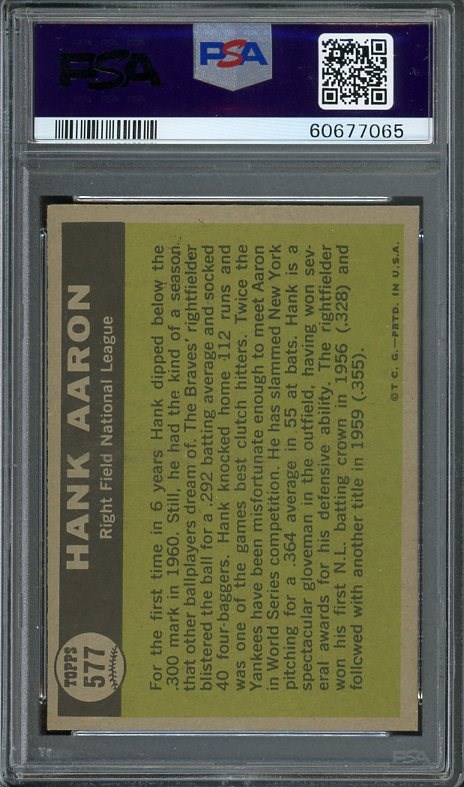 PSA
PSA
60677065
TOPPS
577
HANK AARON
Right Field National League
For the first time in 6 years Hank dipped below the
.300 mark in 1960. Still, he had the kind of a season
that other ballplayers dream of. The Braves' rightfielder
blistered the ball for a .292 batting average and socked
40 four-baggers. Hank knocked home 112 runs and
was one of the games best clutch hitters. Twice the
Yankees have been misfortunate enough to meet Aaron
in World Series competition. He has slammed New York
pitching for a .364 average in 55 at bats. Hank is a
spectacular gloveman in the outfield, having won sev-
eral awards for his defensive ability. The rightfielder
won his first N.L. batting crown in 1956 (.328) and
followed with another title in 1959 (.355).
©T. C. G.—PRTD. IN U.S.A.
PSA